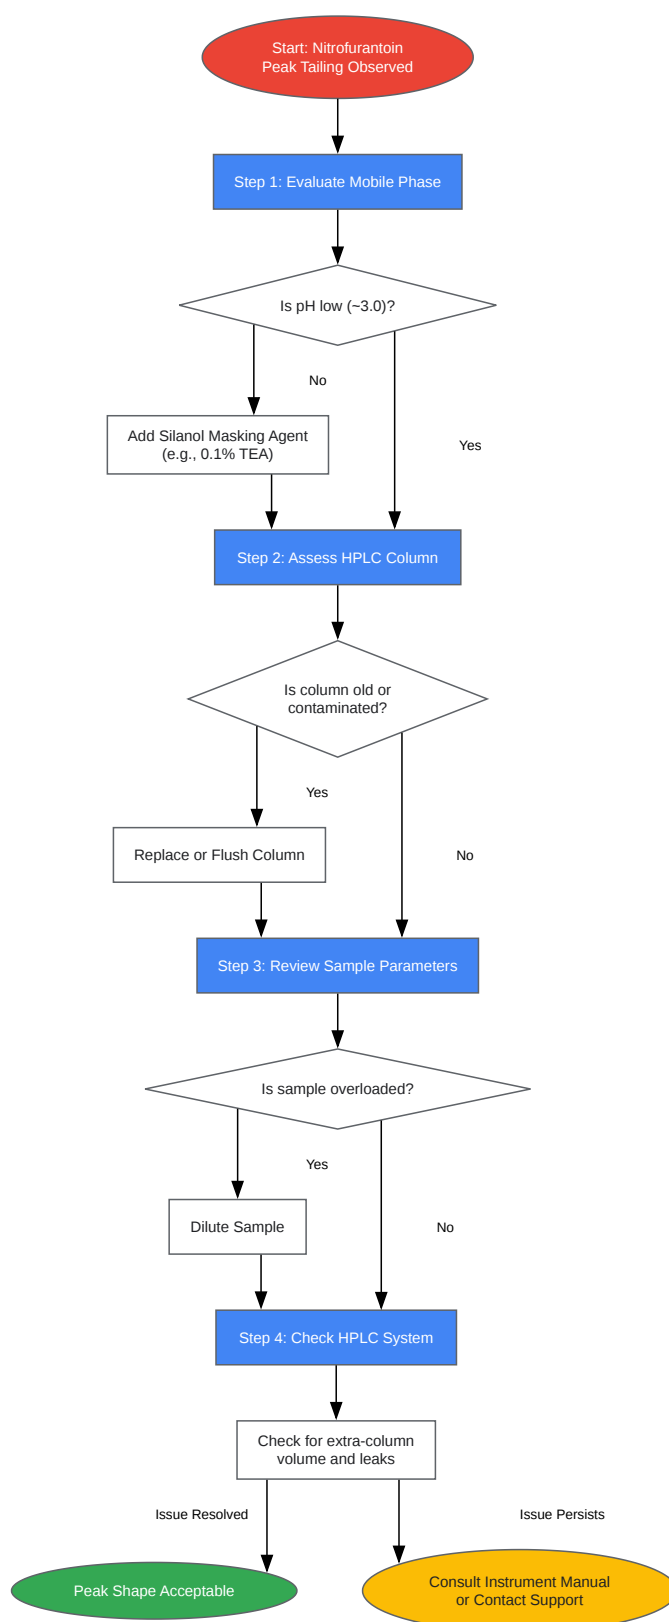 Start: Nitrofurantoin
Peak Tailing Observed
Step 1: Evaluate Mobile Phase
Is pH low (~3.0)?
No
Add Silanol Masking Agent
(e.g., 0.1% TEA)
Yes
Step 2: Assess HPLC Column
Is column old or
contaminated?
Yes
Replace or Flush Column
No
Step 3: Review Sample Parameters
Is sample overloaded?
Yes
Dilute Sample
No
Step 4: Check HPLC System
Check for extra-column
volume and leaks
Issue Resolved
Issue Persists
Peak Shape Acceptable
Consult Instrument Manual
or Contact Support